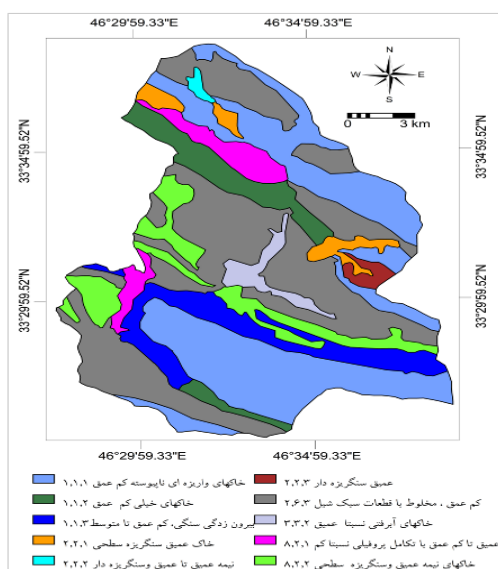 46°29'59.33"E 46°34'59.33"E
N
W E
S
0 3 km
33°34'59.52"N 33°34'59.52"N
33°29'59.52"N 33°29'59.52"N
46°29'59.33"E 46°34'59.33"E
خاکهای واریزه ای ناپیوسته کم عمق ۱,۱,۱
عمیق سنگریزه دار ۲,۲,۳
خاکهای خیلی کم عمق ۱,۱,۲
کم عمق ، مخلوط با قطعات سبک شیل ۲,۶,۳
بیرون زدگی سنگی، کم عمق تا متوسط ۱,۱,۳
خاکهای آبرفتی نسبتا عمیق ۳,۳,۲
خاک عمیق سنگریزه سطحی ۲,۲,۱
عمیق تا کم عمق با تکامل پروفیلی نسبتا کم ۸,۲,۱
نیمه عمیق تا عمیق وسنگریزه دار ۲,۲,۲
نیمه عمیق وسنگریزه سطحی ۸,۲,۲